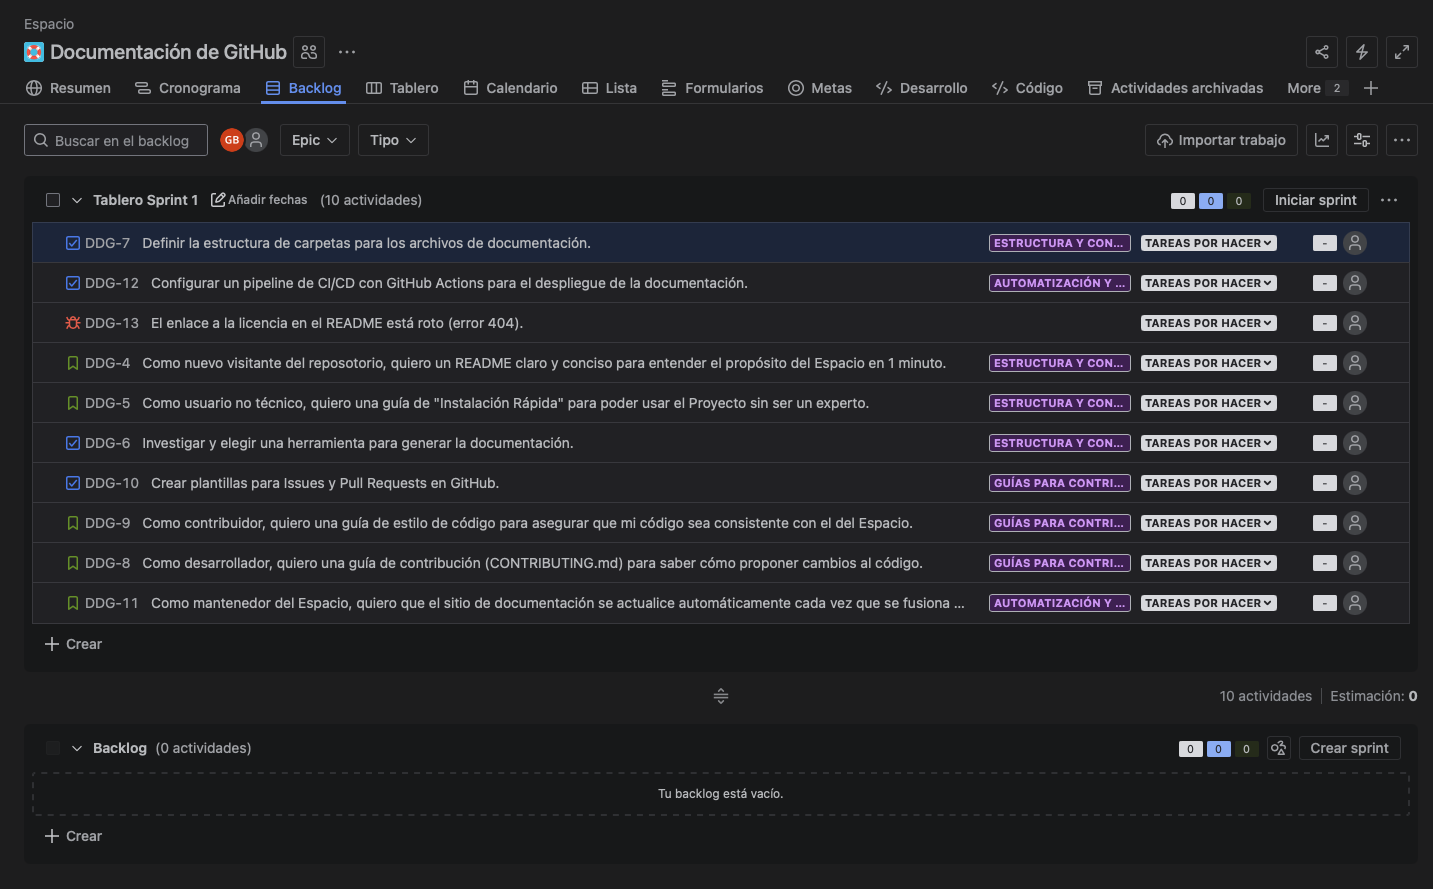 Espacio
Documentación de GitHub
Resumen Cronograma Backlog Tablero Calendario Lista Formularios Metas Desarrollo Código Actividades archivadas More 2
Buscar en el backlog GB Epic Tipo Importar trabajo
Tablero Sprint 1 Añadir fechas (10 actividades) 0 0 0 Iniciar sprint
DDG-7 Definir la estructura de carpetas para los archivos de documentación. ESTRUCTURA Y CON... TAREAS POR HACER -
DDG-12 Configurar un pipeline de CI/CD con GitHub Actions para el despliegue de la documentación. AUTOMATIZACIÓN Y ... TAREAS POR HACER -
DDG-13 El enlace a la licencia en el README está roto (error 404). TAREAS POR HACER -
DDG-4 Como nuevo visitante del reposotorio, quiero un README claro y conciso para entender el propósito del Espacio en 1 minuto. ESTRUCTURA Y CON... TAREAS POR HACER -
DDG-5 Como usuario no técnico, quiero una guía de "Instalación Rápida" para poder usar el Proyecto sin ser un experto. ESTRUCTURA Y CON... TAREAS POR HACER -
DDG-6 Investigar y elegir una herramienta para generar la documentación. ESTRUCTURA Y CON... TAREAS POR HACER -
DDG-10 Crear plantillas para Issues y Pull Requests en GitHub. GUÍAS PARA CONTRI... TAREAS POR HACER -
DDG-9 Como contribuidor, quiero una guía de estilo de código para asegurar que mi código sea consistente con el del Espacio. GUÍAS PARA CONTRI... TAREAS POR HACER -
DDG-8 Como desarrollador, quiero una guía de contribución (CONTRIBUTING.md) para saber cómo proponer cambios al código. GUÍAS PARA CONTRI... TAREAS POR HACER -
DDG-11 Como mantenedor del Espacio, quiero que el sitio de documentación se actualice automáticamente cada vez que se fusiona ... AUTOMATIZACIÓN Y ... TAREAS POR HACER -
Crear
10 actividades Estimación: 0
Backlog (0 actividades) 0 0 0 Crear sprint
Tu backlog está vacío.
Crear